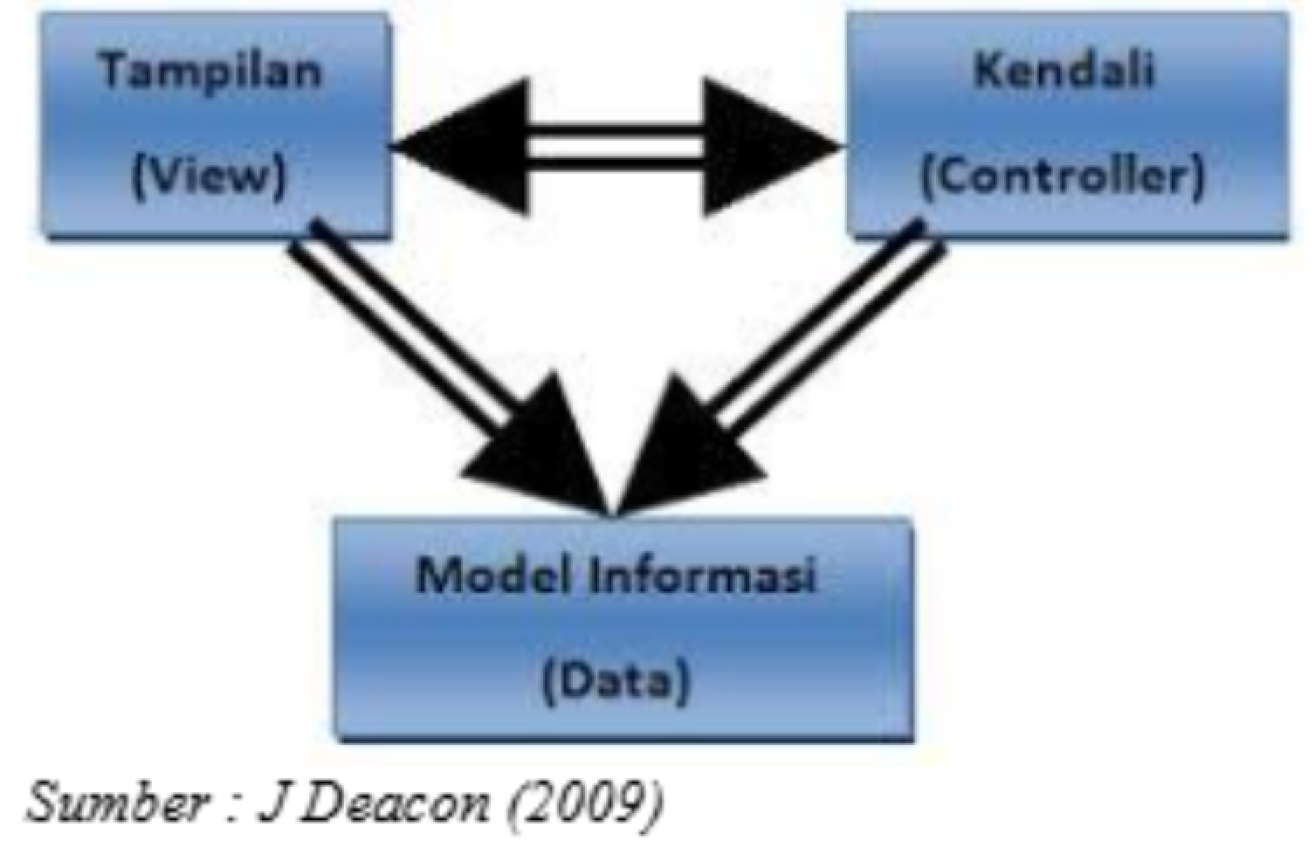 Tampilan
(View)
Kendali
(Controller)
Model Informasi
(Data)
Sumber : J Deacon (2009)